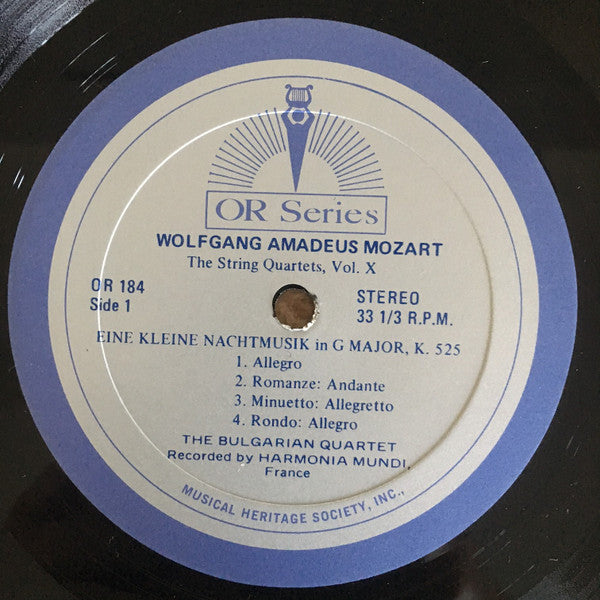 OR Series
WOLFGANG AMADEUS MOZART
The String Quartets, Vol. X
OR 184
Side 1
STEREO
33 1/3 R.P.M.
EINE KLEINE NACHTMUSIK in G MAJOR, K. 525
1. Allegro
2. Romanze: Andante
3. Minuetto: Allegretto
4. Rondo: Allegro
THE BULGARIAN QUARTET
Recorded by HARMONIA MUNDI,
France
MUSICAL HERITAGE SOCIETY, INC.,